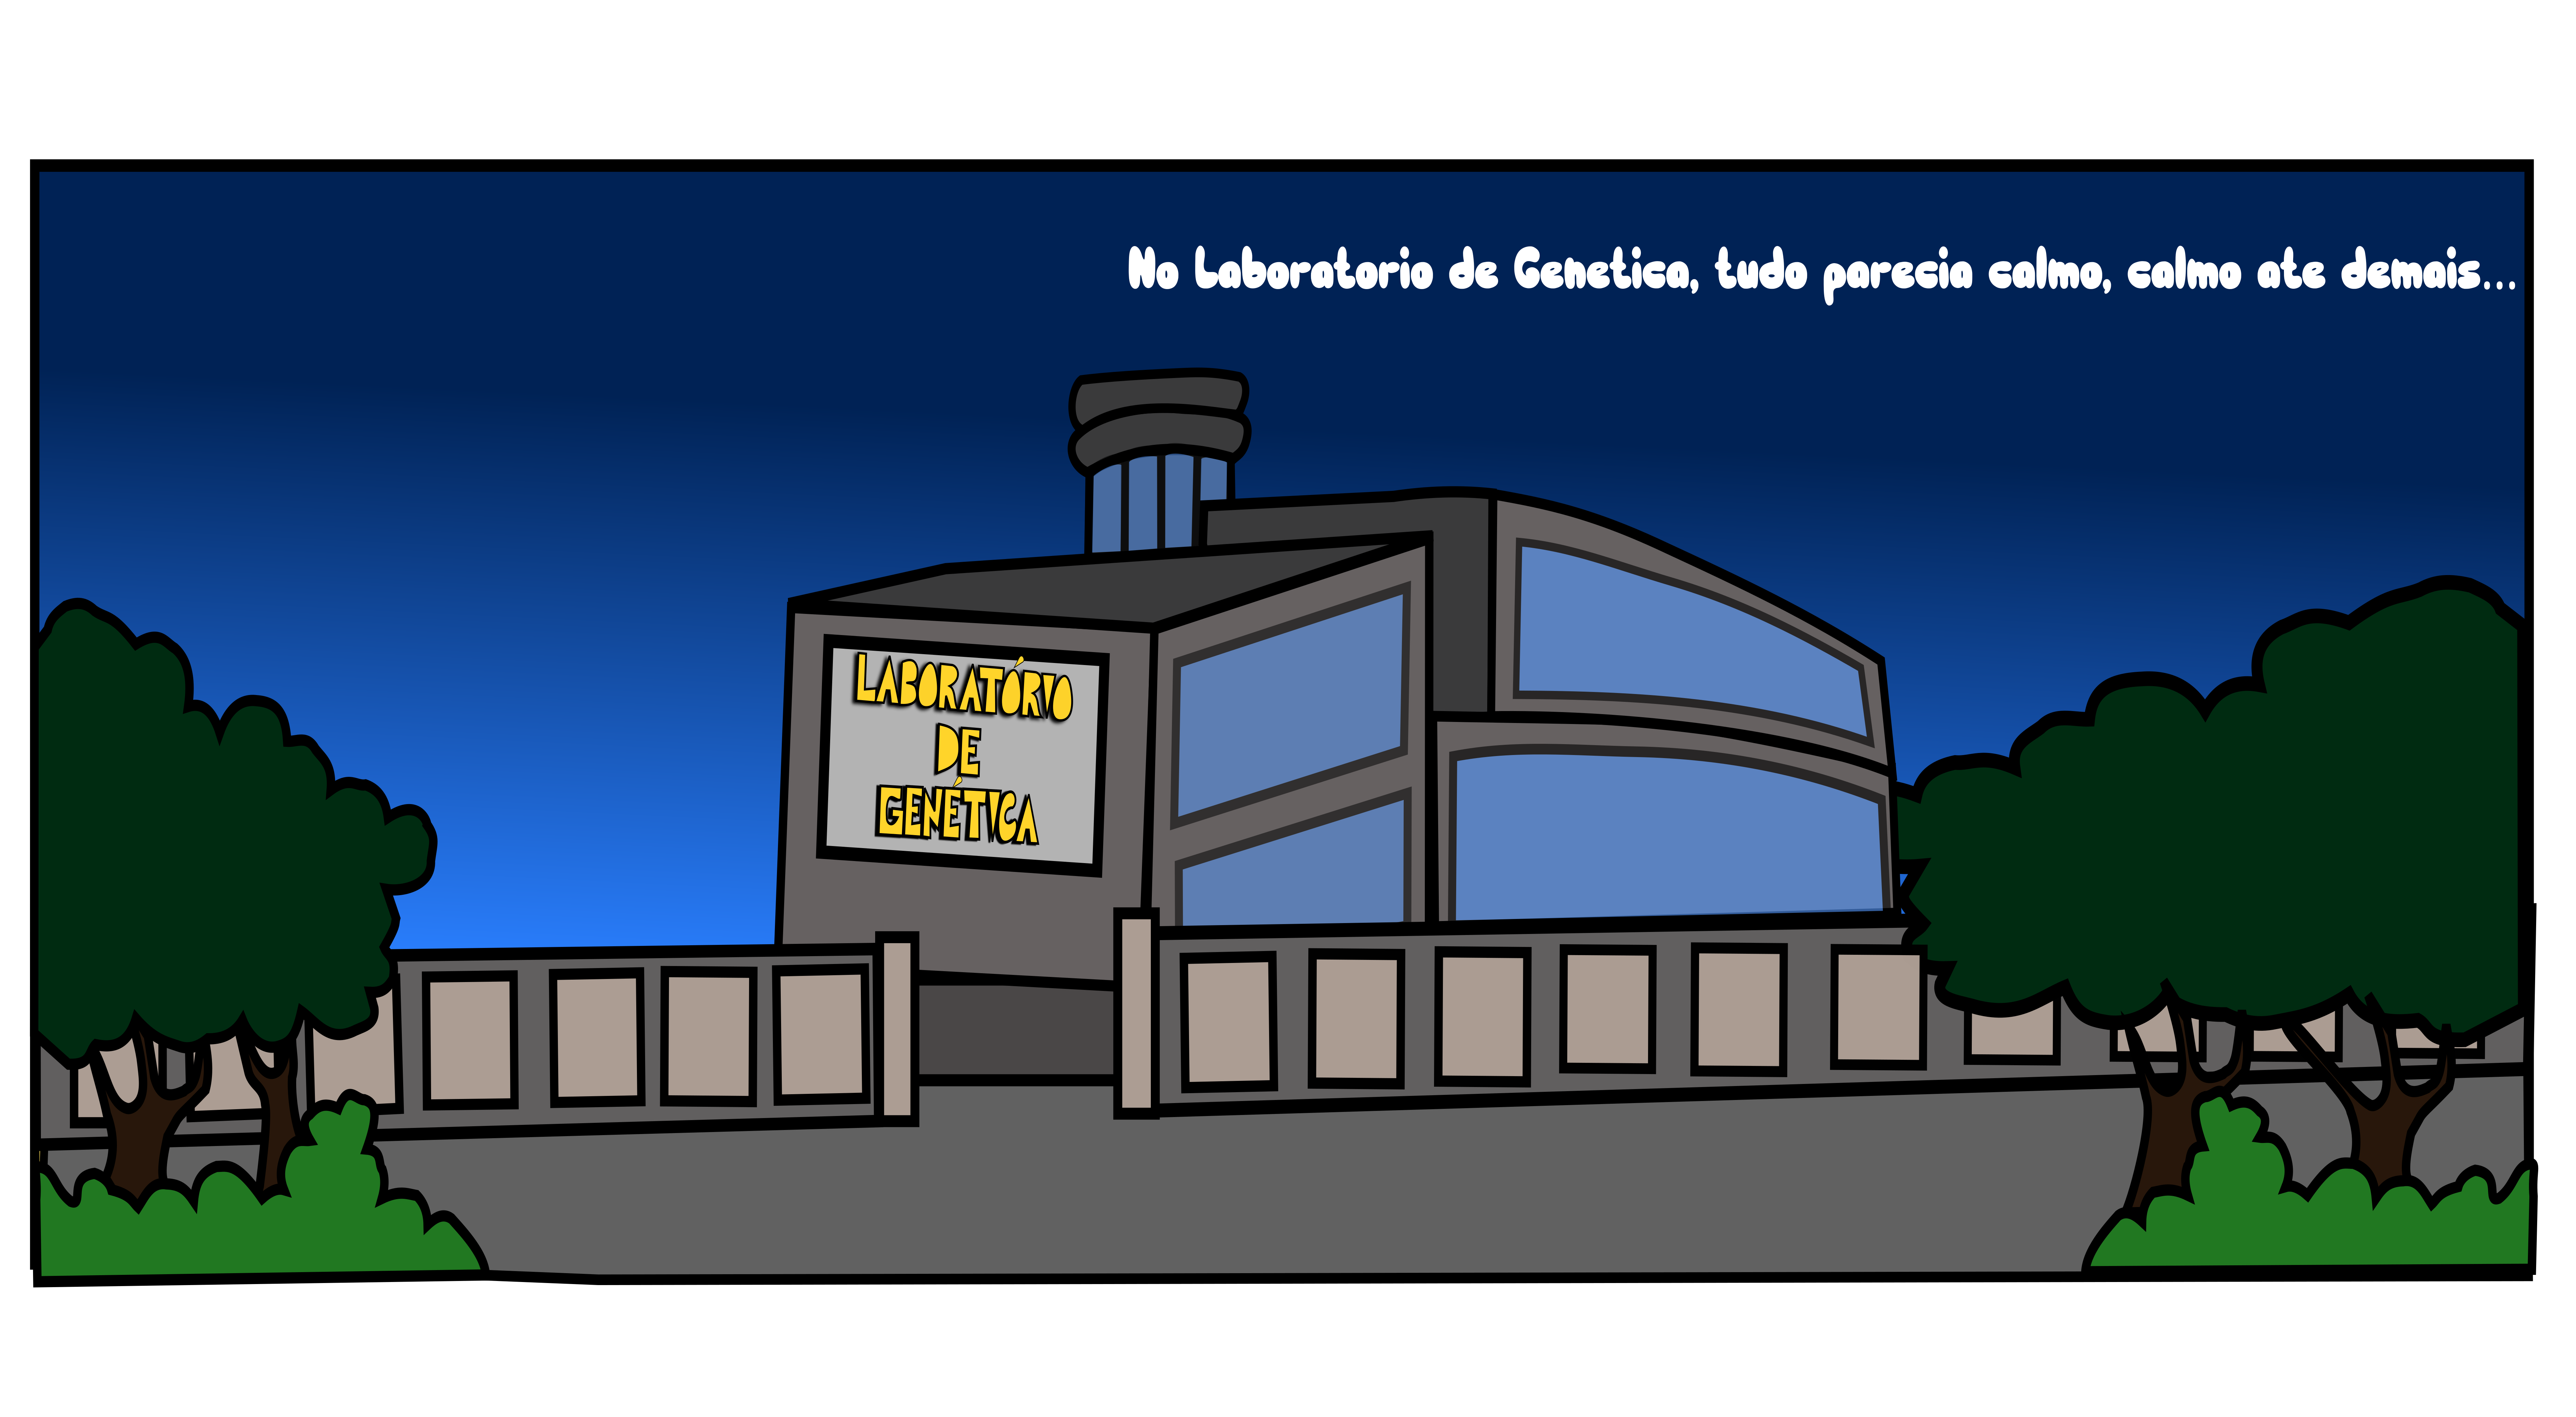 No Laboratorio de Genetica, tudo parecia calmo, calmo ate demais...
LABORATÓRIO
DE
GENÉTICA